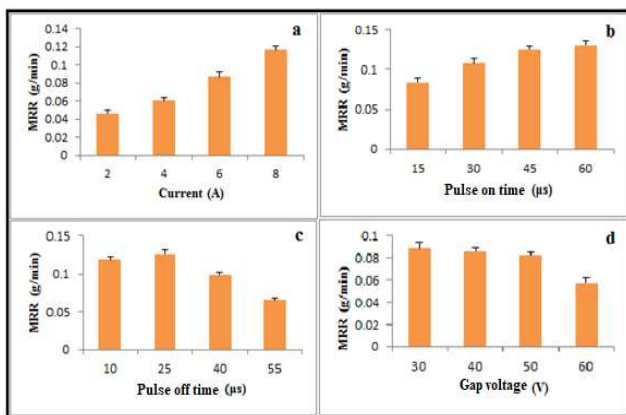 a
MRR (g/min)
0.14
0.12
0.1
0.08
0.06
0.04
0.02
0
2 4 6 8
Current (A)
b
MRR (g/min)
0.15
0.1
0.05
0
15 30 45 60
Pulse on time (µs)
c
MRR (g/min)
0.15
0.1
0.05
0
10 25 40 55
Pulse off time (µs)
d
MRR (g/min)
0.1
0.08
0.06
0.04
0.02
0
30 40 50 60
Gap voltage (V)